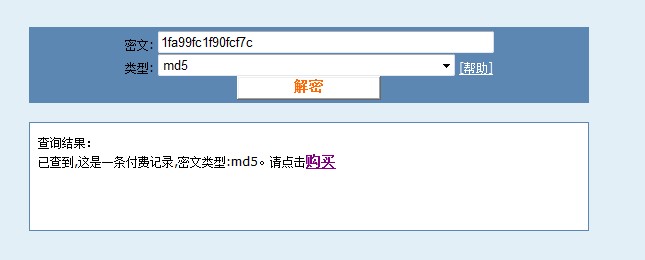 密文：1fa99fc1f90fcf7c
类型：md5 [帮助]
解密
查询结果：
已查到,这是一条付费记录,密文类型:md5。请点击购买